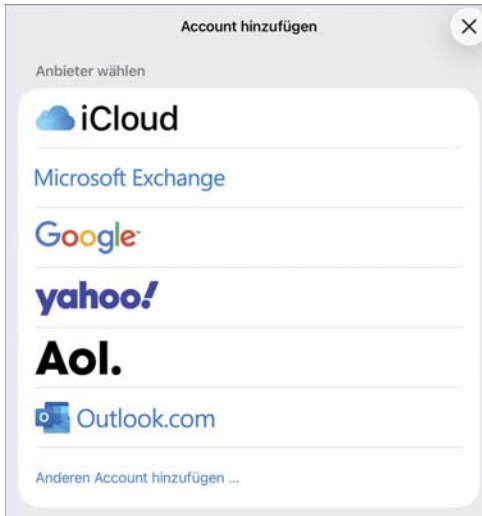 Account hinzufügen
Anbieter wählen
iCloud
Microsoft Exchange
Google
yahoo!
Aol.
Outlook.com
Anderen Account hinzufügen ...